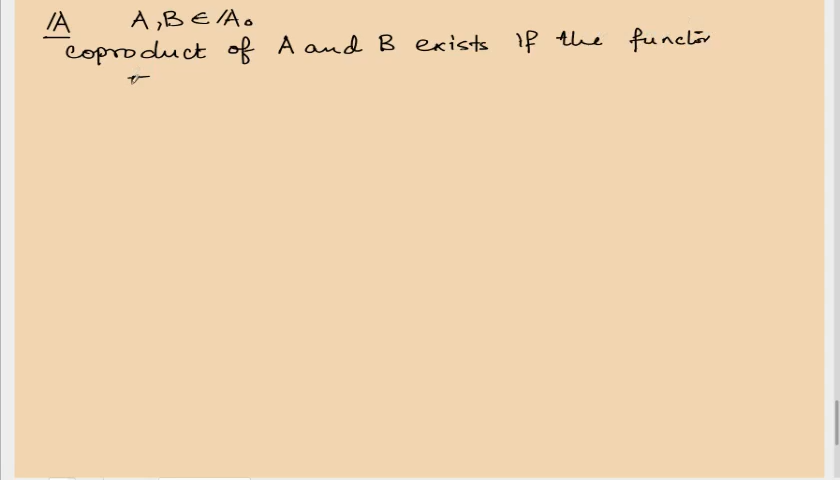 𝔸 A, B ∈ 𝔸₀
coproduct of A and B exists if the functor